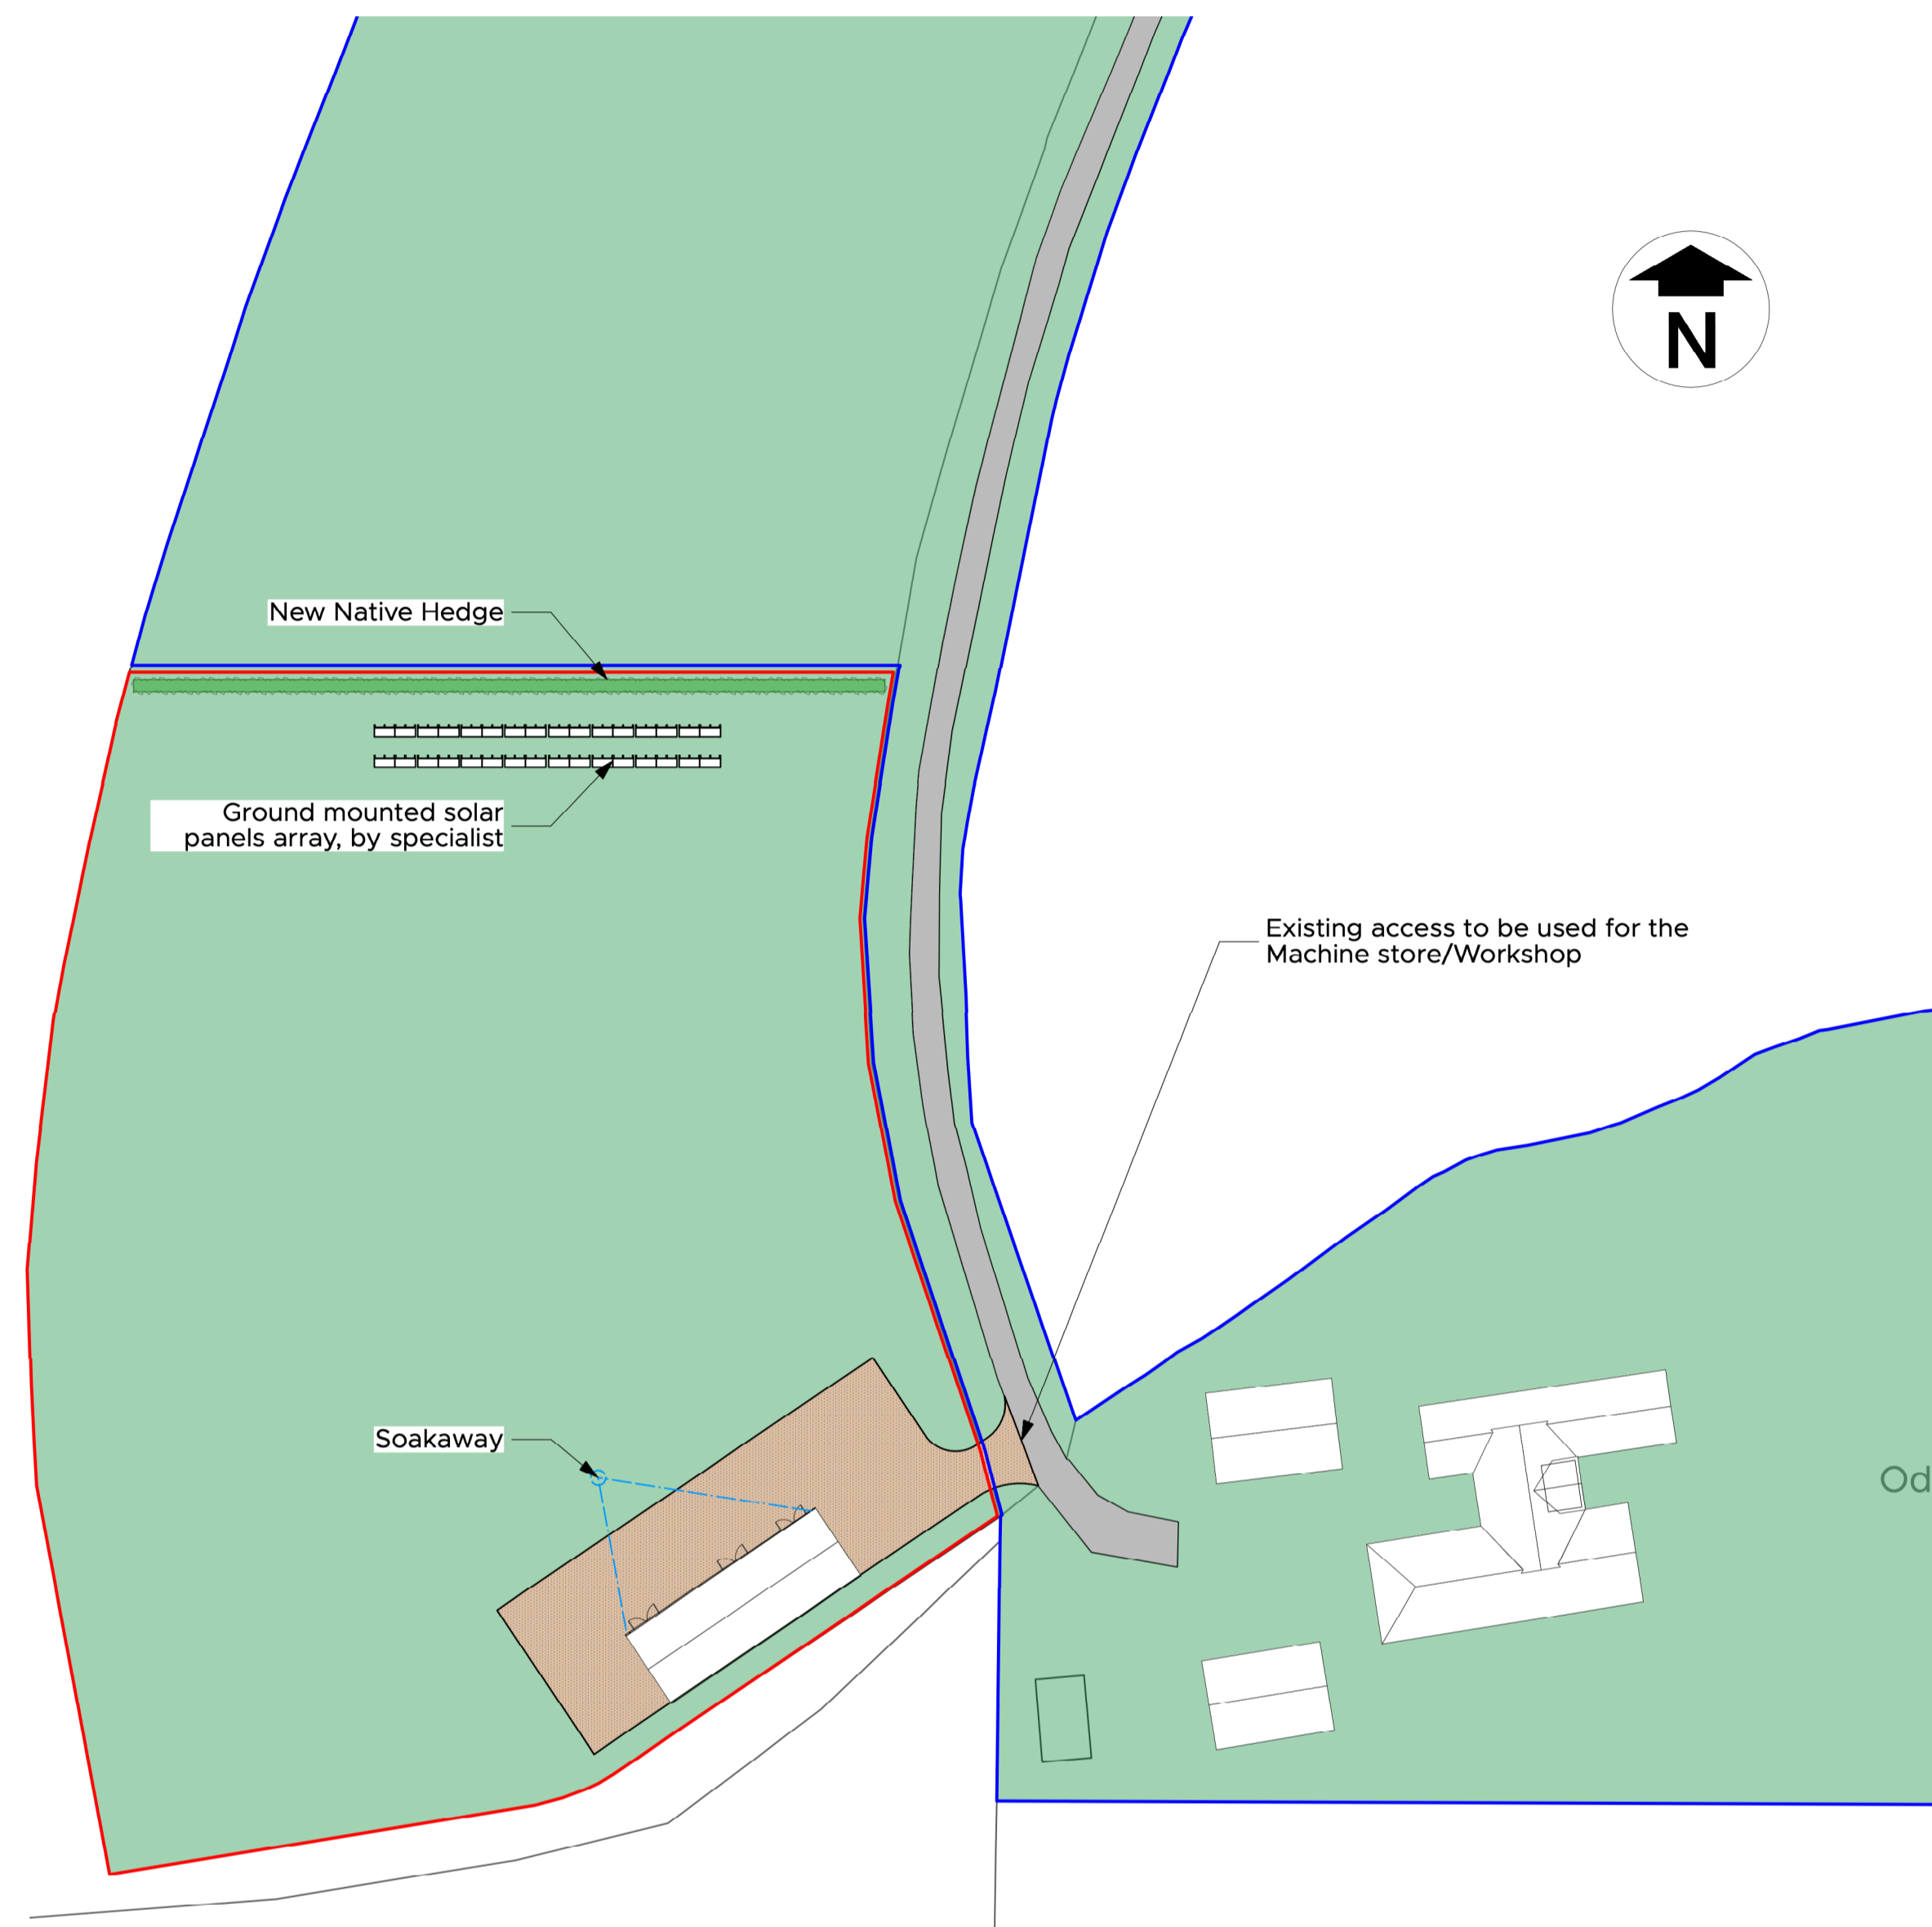 N
New Native Hedge
Ground mounted solar
panels array, by specialist
Existing access to be used for the
Machine store/Workshop
Soakaway
Od